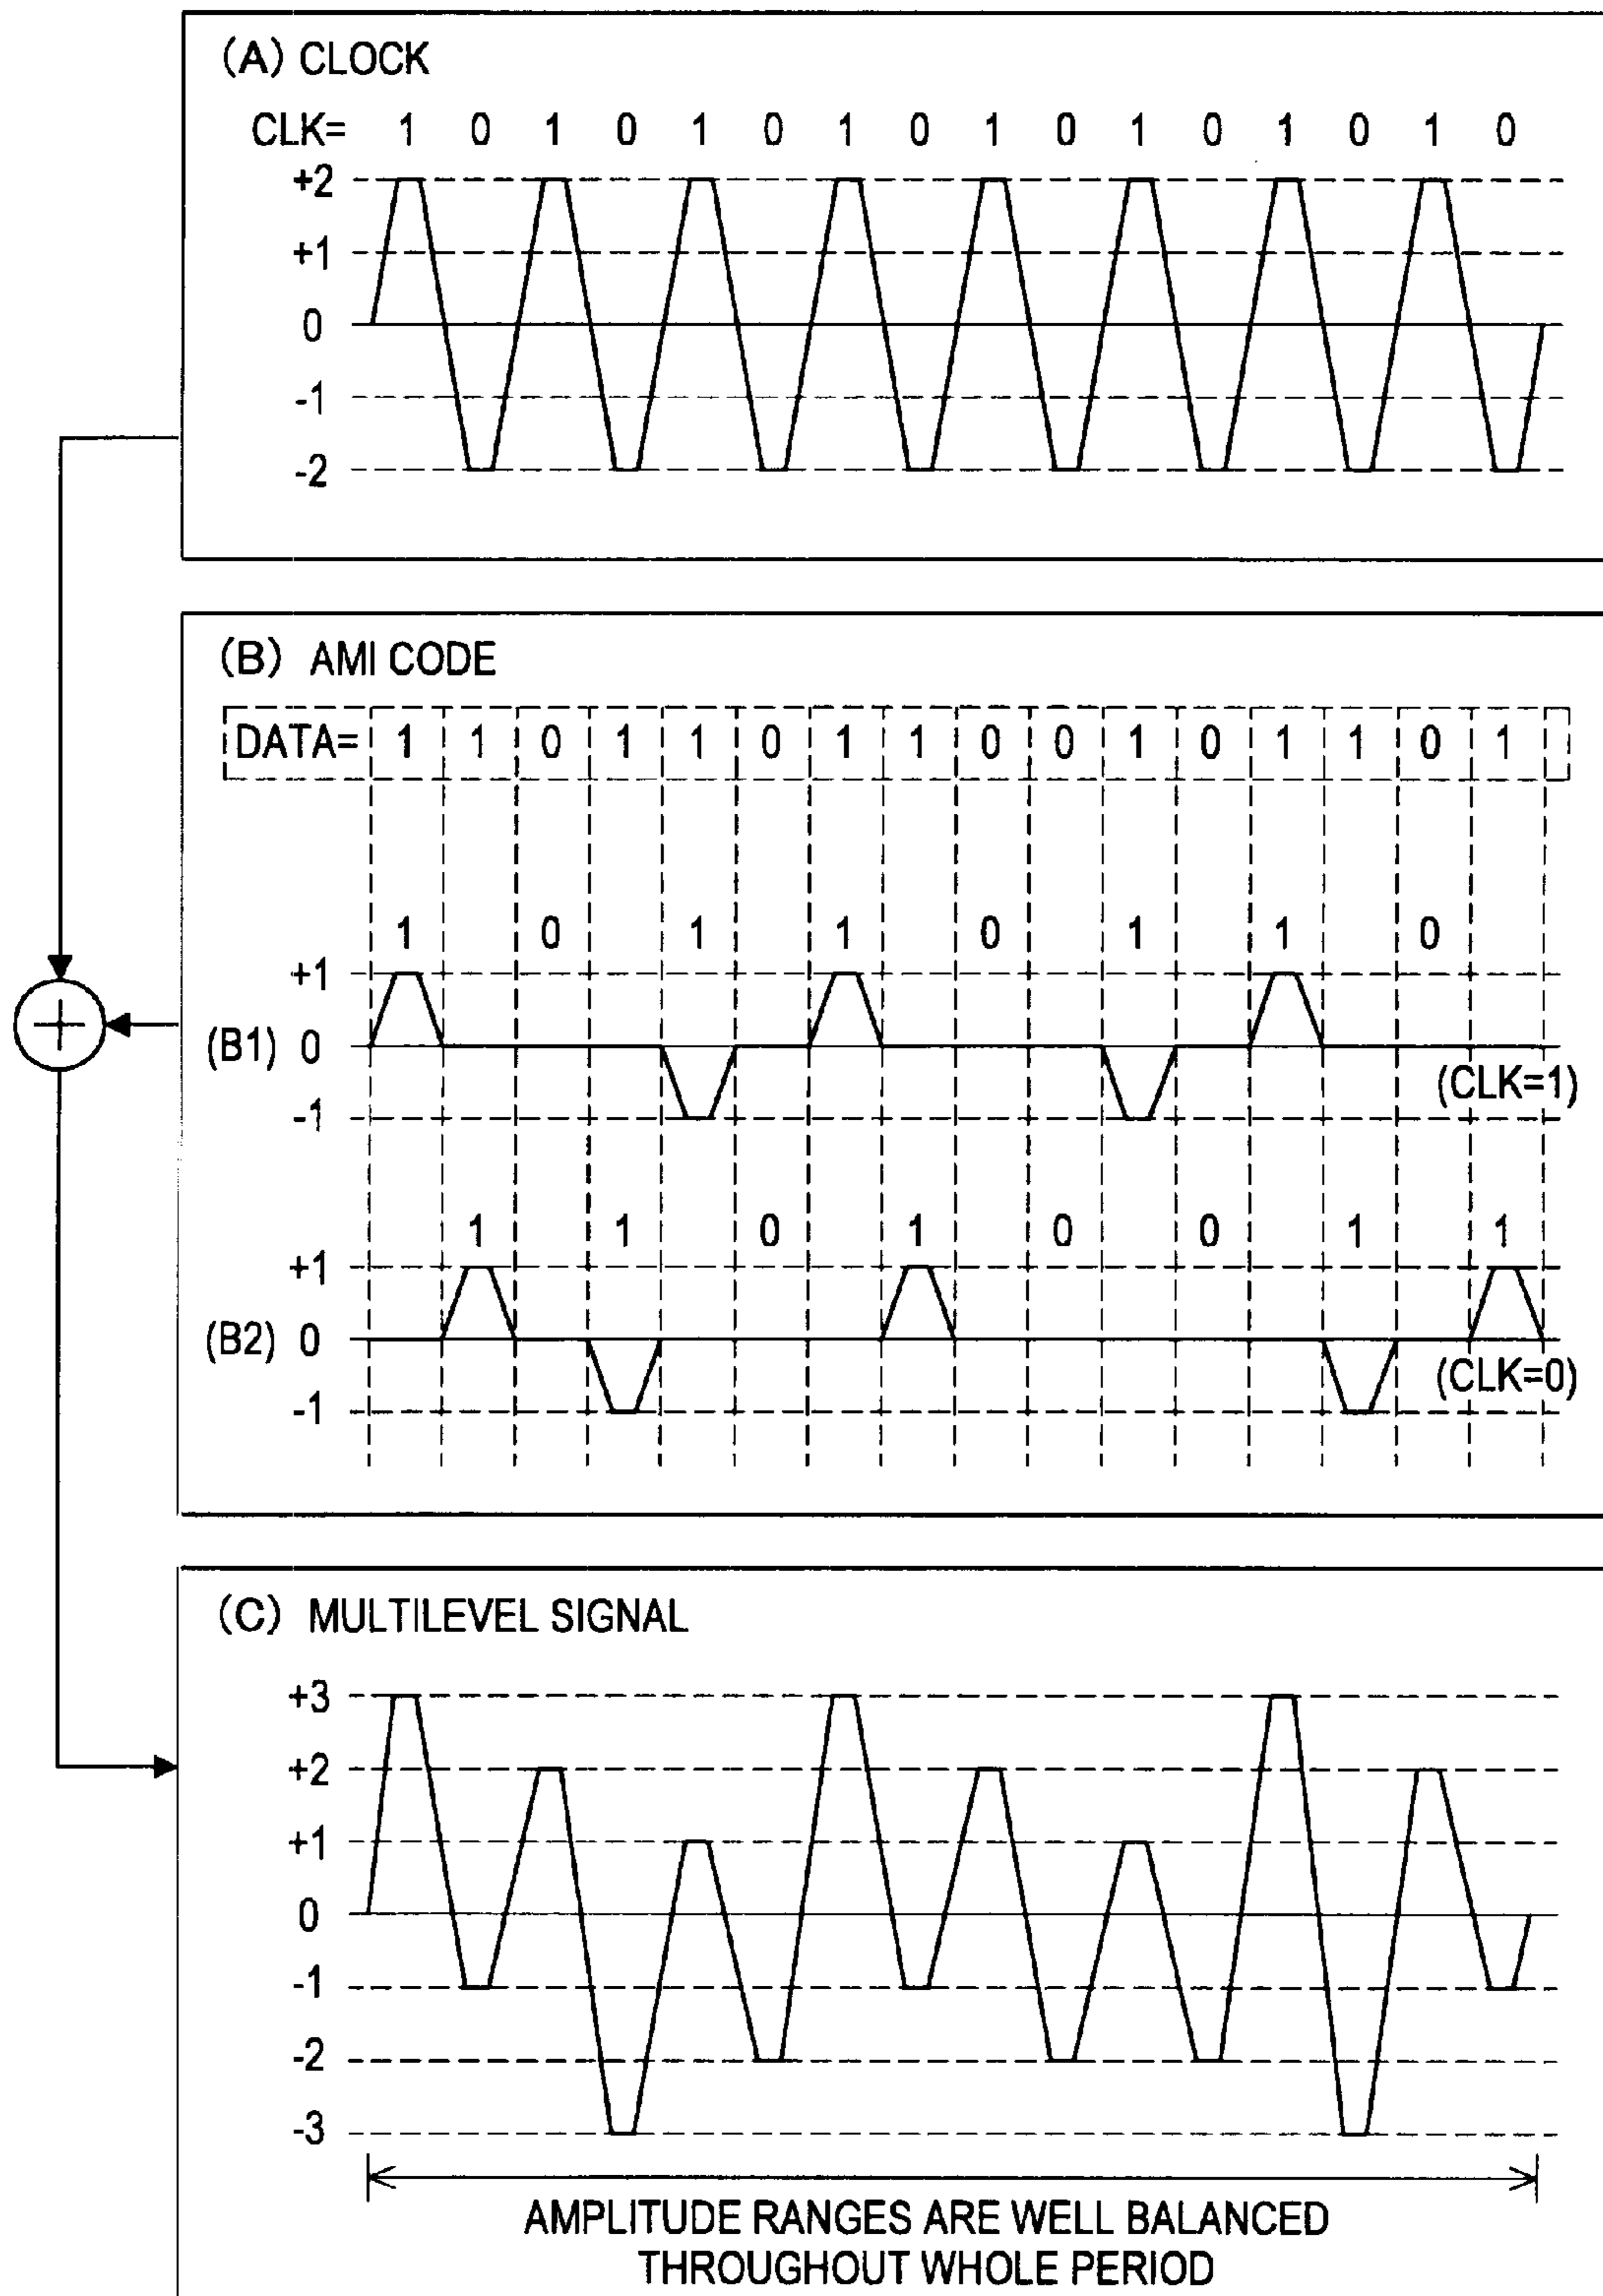 (A) CLOCK
CLK= 1 0 1 0 1 0 1 0 1 0 1 0 1 0 1 0
+2
+1
0
-1
-2
(B) AMI CODE
DATA= 1 1 0 1 1 0 1 1 0 0 1 0 1 1 0 1
1 0 1 1 0 1 1 0
+1
(B1) 0
(CLK=1)
-1
1 1 0 1 0 0 1 1
+1
(B2) 0
(CLK=0)
-1
(C) MULTILEVEL SIGNAL
+3
+2
+1
0
-1
-2
-3
AMPLITUDE RANGES ARE WELL BALANCED
THROUGHOUT WHOLE PERIOD